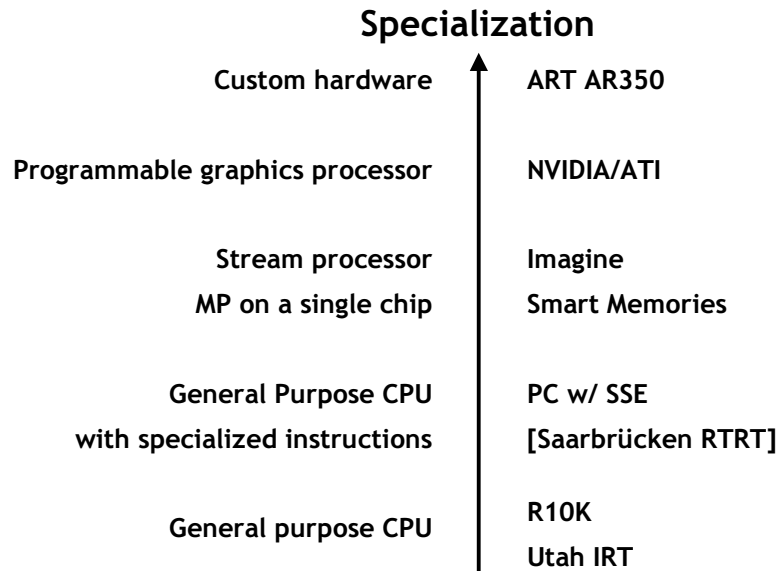 Specialization
Custom hardware
ART AR350
Programmable graphics processor
NVIDIA/ATI
Stream processor
Imagine
MP on a single chip
Smart Memories
General Purpose CPU
PC w/ SSE
with specialized instructions
[Saarbrücken RTRT]
General purpose CPU
R10K
Utah IRT